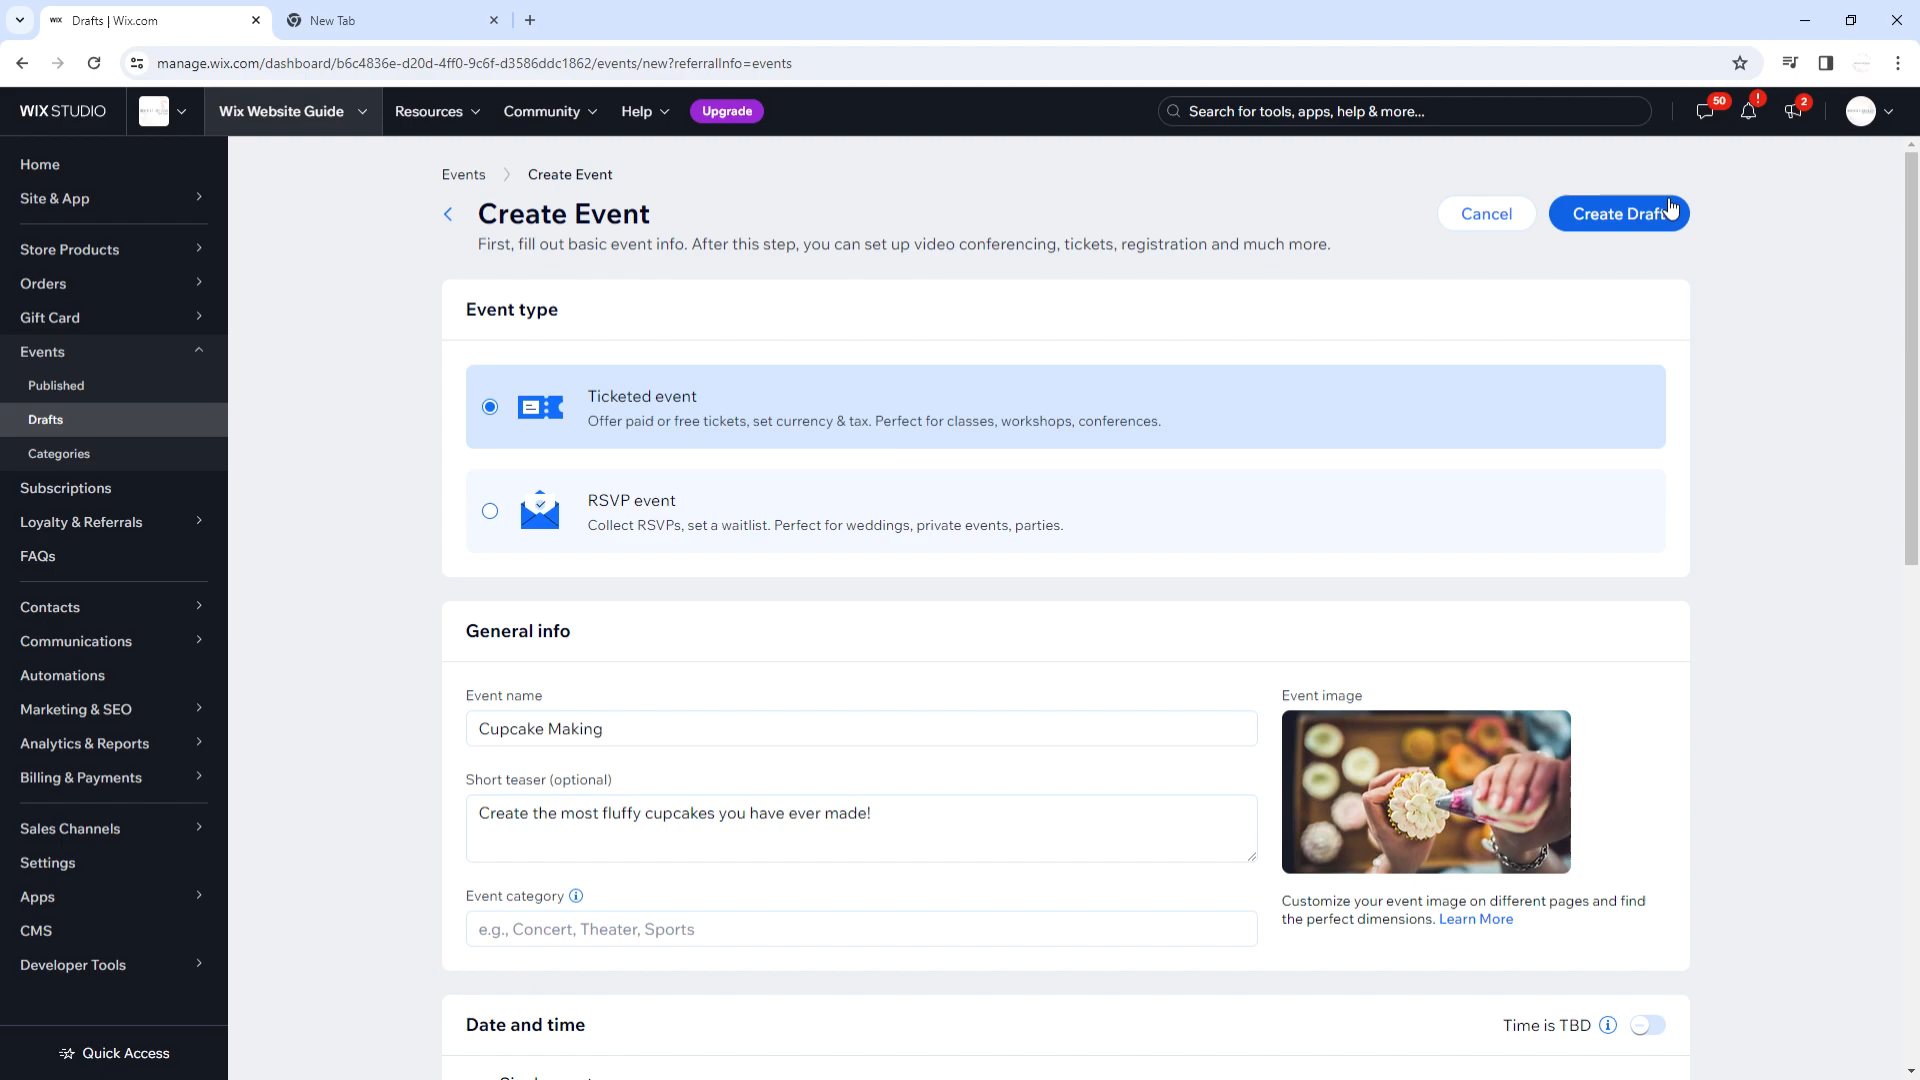 Drafts | Wix.com
New Tab
manage.wix.com/dashboard/b6c4836e-d20d-4ff0-9c6f-d3586ddc1862/events/new?referralInfo=events
WIX STUDIO
Wix Website Guide
Resources
Community
Help
Upgrade
Search for tools, apps, help & more...
50
!
2
Home
Site & App
Store Products
Orders
Gift Card
Events
Published
Drafts
Categories
Subscriptions
Loyalty & Referrals
FAQs
Contacts
Communications
Automations
Marketing & SEO
Analytics & Reports
Billing & Payments
Sales Channels
Settings
Apps
CMS
Developer Tools
Quick Access
Events
Create Event
Create Event
Cancel
Create Draft
First, fill out basic event info. After this step, you can set up video conferencing, tickets, registration and much more.
Event type
Ticketed event
Offer paid or free tickets, set currency & tax. Perfect for classes, workshops, conferences.
RSVP event
Collect RSVPs, set a waitlist. Perfect for weddings, private events, parties.
General info
Event name
Cupcake Making
Short teaser (optional)
Create the most fluffy cupcakes you have ever made!
Event category
e.g., Concert, Theater, Sports
Event image
Customize your event image on different pages and find
the perfect dimensions. Learn More
Date and time
Time is TBD